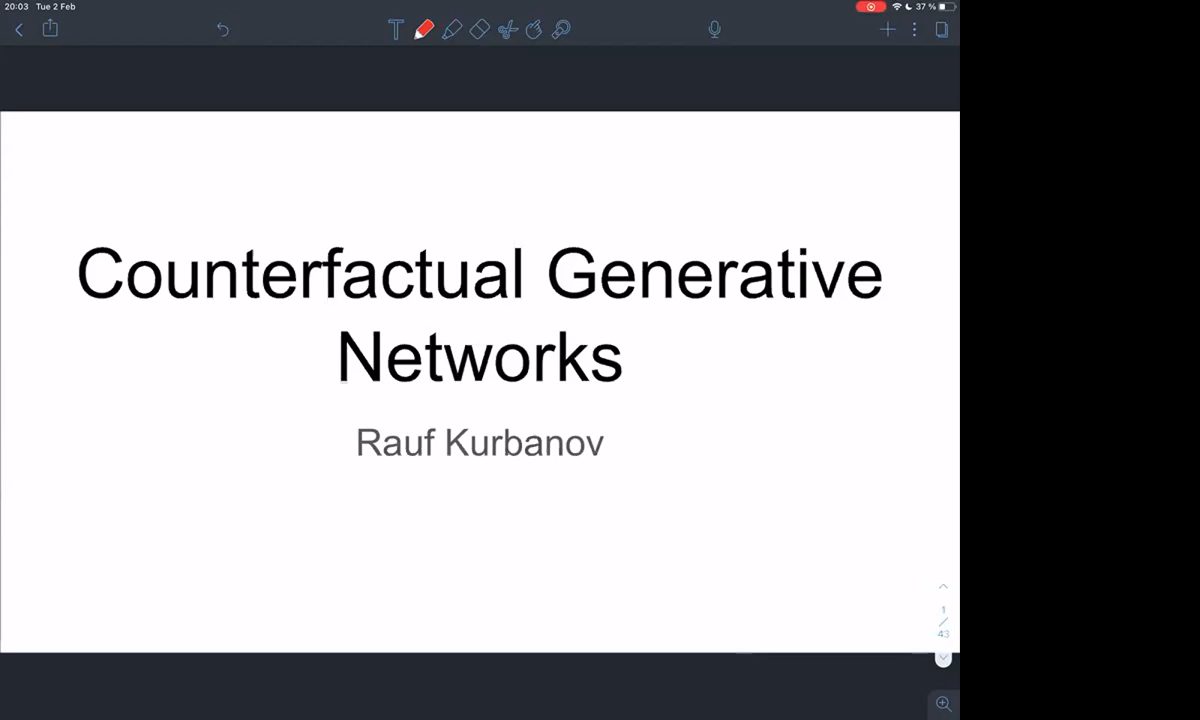 20:03 Tue 2 Feb
37 %
T
Counterfactual Generative
Networks
Rauf Kurbanov
1
/
43